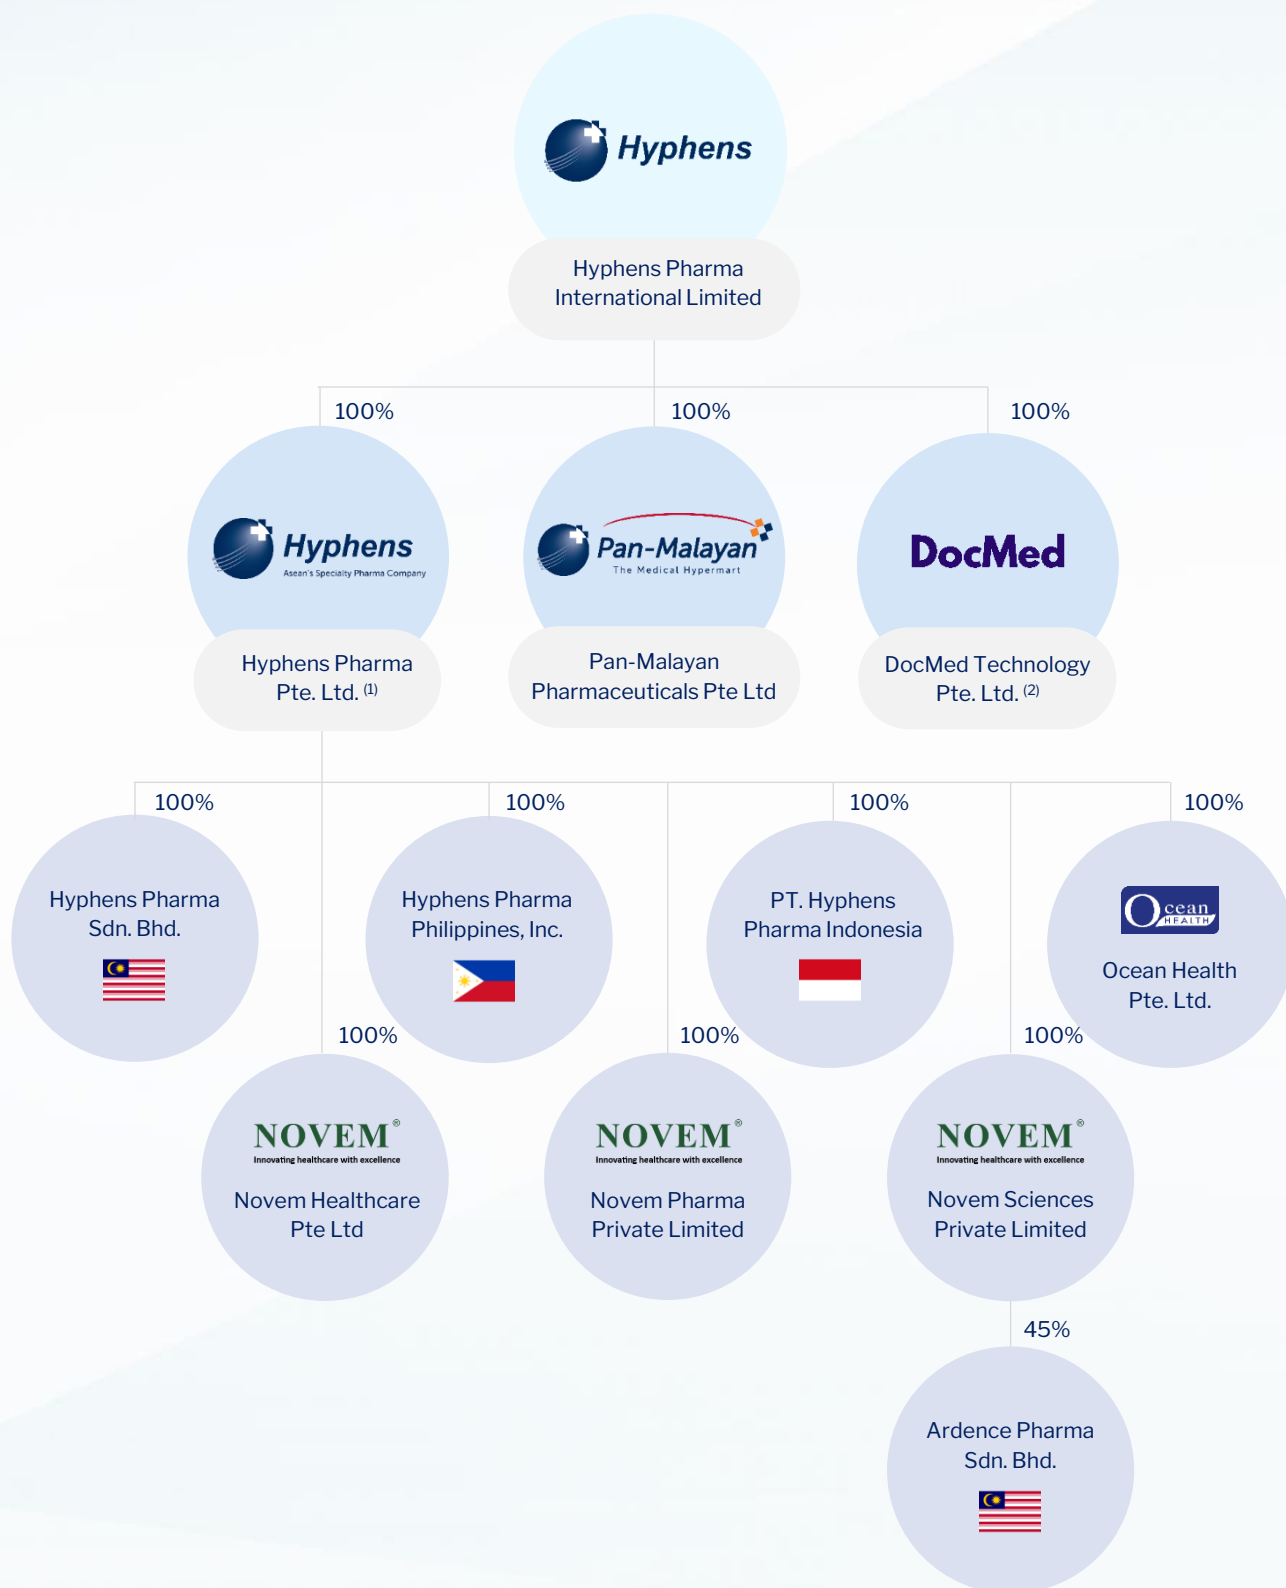 Hyphens
Hyphens Pharma
International Limited
100%
100%
100%
Hyphens
Asean's Specialty Pharma Company
Pan-Malayan
The Medical Hypermart
DocMed
Hyphens Pharma
Pte. Ltd. (1)
Pan-Malayan
Pharmaceuticals Pte Ltd
DocMed Technology
Pte. Ltd. (2)
100%
100%
100%
100%
Hyphens Pharma
Sdn. Bhd.
Hyphens Pharma
Philippines, Inc.
PT. Hyphens
Pharma Indonesia
Ocean
HEALTH
Ocean Health
Pte. Ltd.
100%
100%
100%
NOVEM®
Innovating healthcare with excellence
Novem Healthcare
Pte Ltd
NOVEM®
Innovating healthcare with excellence
Novem Pharma
Private Limited
NOVEM®
Innovating healthcare with excellence
Novem Sciences
Private Limited
45%
Ardence Pharma
Sdn. Bhd.